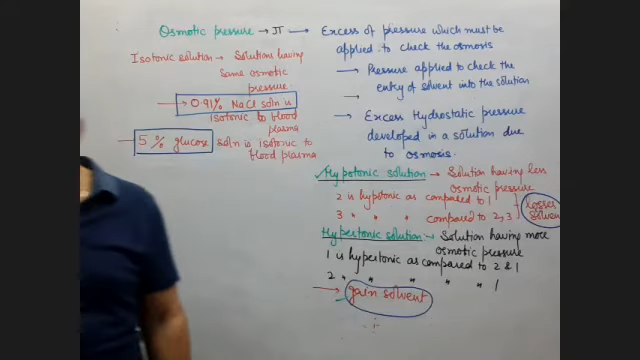 Osmotic pressure → π → Excess of pressure which must be
applied to check the osmosis
→ Pressure applied to check the
entry of solvent into the solution
→
→ Excess Hydrostatic pressure
developed in a solution due
to osmosis.
Isotonic solution → Solution having
same osmotic
pressure
→ 0.91% NaCl soln is
isotonic to blood
plasma
→ 5 % glucose soln is isotonic to
blood plasma
✓ Hypotonic solution → Solution having less
osmotic pressure
2 is hypotonic as compared to 1
3 " " " compared to 2, 3
losses
solvent
Hypertonic solution → Solution having more
osmotic pressure
1 is hypertonic as compared to 2 & 1
2 " " " " " 1
→ gain solvent